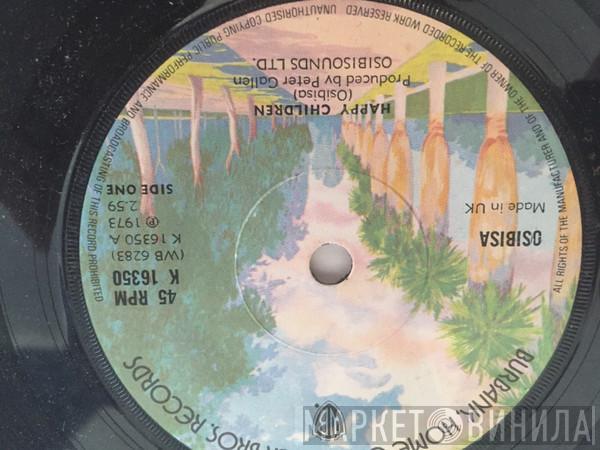 BURBANK, HOME O
R BROS. RECORDS
45 RPM
K 16350
(WB 6283)
K 16350 A
℗ 1973
2.59
SIDE ONE
OSIBISA
Made in UK
HAPPY CHILDREN
(Osibisa)
Produced by Peter Gallen
OSIBISOUNDS LTD.
ALL RIGHTS OF THE MANUFACTURER AND OF THE OWNER OF THE RECORDED WORK RESERVED UNAUTHORISED COPYING PUBLIC PERFORMANCE AND BROADCASTING OF THIS RECORD PROHIBITED
МАРКЕТ ВИНИЛА